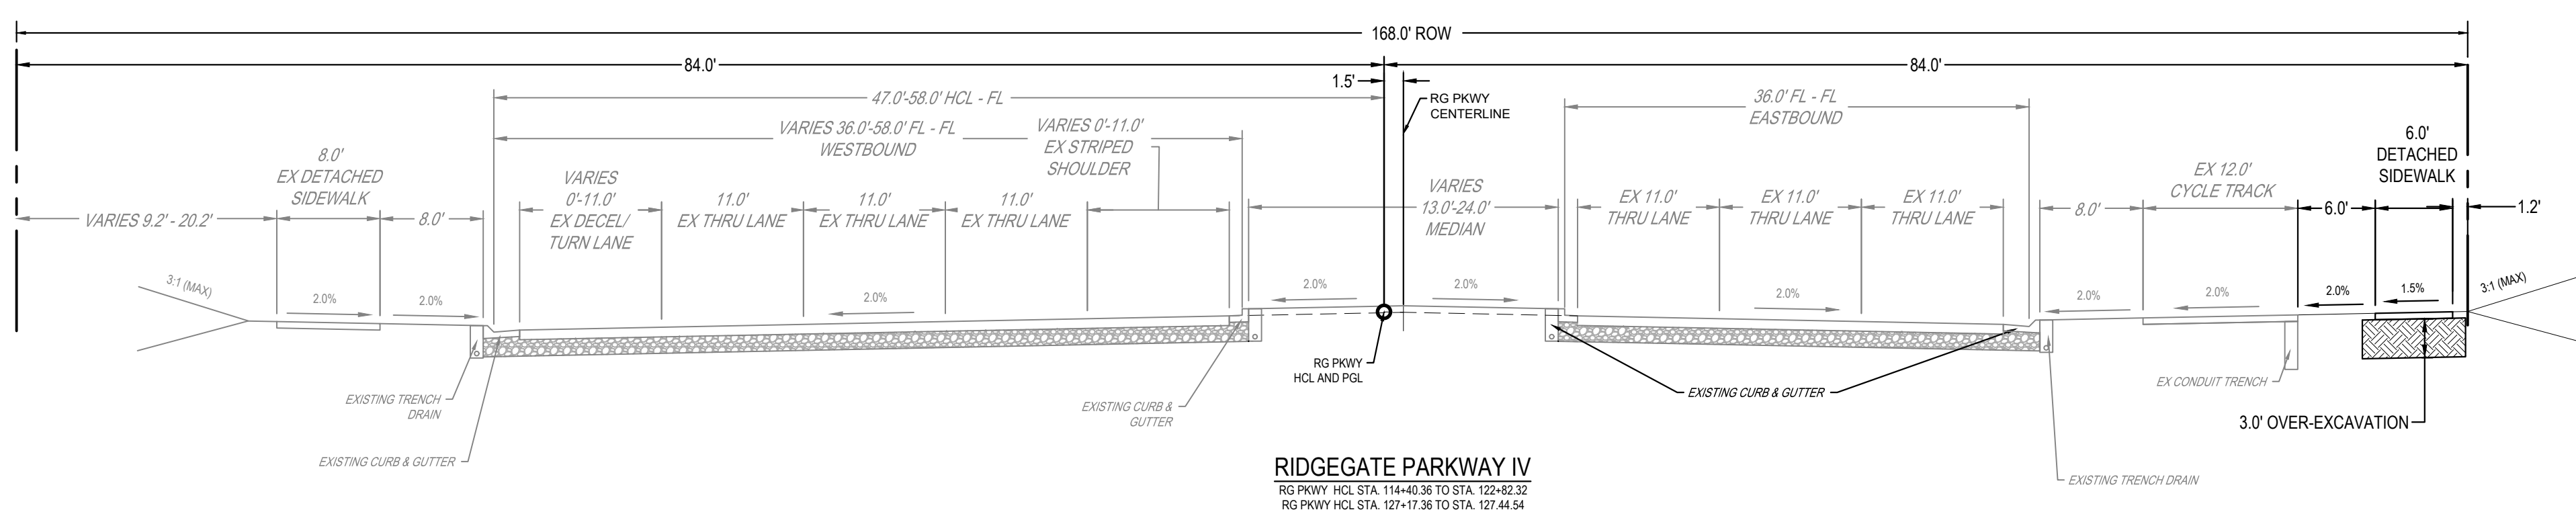 168.0' ROW
84.0'
84.0'
1.5'
RG PKWY
CENTERLINE
47.0'-58.0' HCL - FL
VARIES 36.0'-58.0' FL - FL
WESTBOUND
VARIES 0'-11.0'
EX STRIPED
SHOULDER
36.0' FL - FL
EASTBOUND
8.0'
EX DETACHED
SIDEWALK
VARIES 9.2' - 20.2'
8.0'
VARIES
0'-11.0'
EX DECEL/
TURN LANE
11.0'
EX THRU LANE
11.0'
EX THRU LANE
11.0'
EX THRU LANE
VARIES
13.0'-24.0'
MEDIAN
EX 11.0'
THRU LANE
EX 11.0'
THRU LANE
EX 11.0'
THRU LANE
8.0'
EX 12.0'
CYCLE TRACK
6.0'
6.0'
DETACHED
SIDEWALK
1.2'
3:1 (MAX)
2.0%
2.0%
2.0%
2.0%
2.0%
2.0%
2.0%
2.0%
2.0%
1.5%
3:1 (MAX)
RG PKWY
HCL AND PGL
EXISTING TRENCH
DRAIN
EXISTING CURB & GUTTER
EXISTING CURB &
GUTTER
EXISTING CURB & GUTTER
EX CONDUIT TRENCH
3.0' OVER-EXCAVATION
EXISTING TRENCH DRAIN
RIDGEGATE PARKWAY IV
RG PKWY HCL STA. 114+40.36 TO STA. 122+82.32
RG PKWY HCL STA. 127+17.36 TO STA. 127.44.54